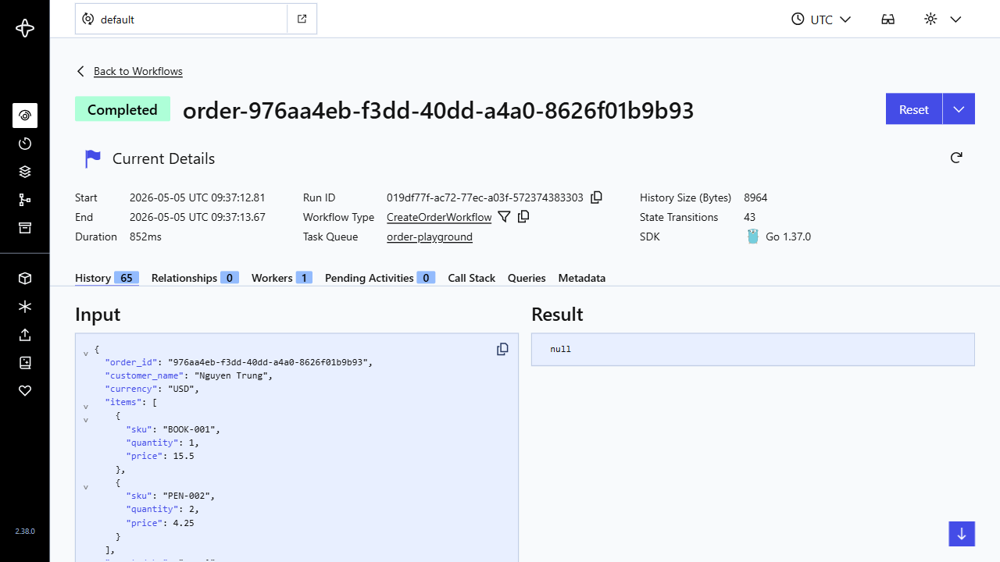 default
UTC
Back to Workflows
Completed
order-976aa4eb-f3dd-40dd-a4a0-8626f01b9b93
Reset
Current Details
Start 2026-05-05 UTC 09:37:12.81
Run ID 019df77f-ac72-77ec-a03f-572374383303
History Size (Bytes) 8964
End 2026-05-05 UTC 09:37:13.67
Workflow Type CreateOrderWorkflow
State Transitions 43
Duration 852ms
Task Queue order-playground
SDK Go 1.37.0
History 65 Relationships 0 Workers 1 Pending Activities 0 Call Stack Queries Metadata
Input
{
"order_id": "976aa4eb-f3dd-40dd-a4a0-8626f01b9b93",
"customer_name": "Nguyen Trung",
"currency": "USD",
"items": [
{
"sku": "BOOK-001",
"quantity": 1,
"price": 15.5
},
{
"sku": "PEN-002",
"quantity": 2,
"price": 4.25
}
],
Result
null
2.38.0